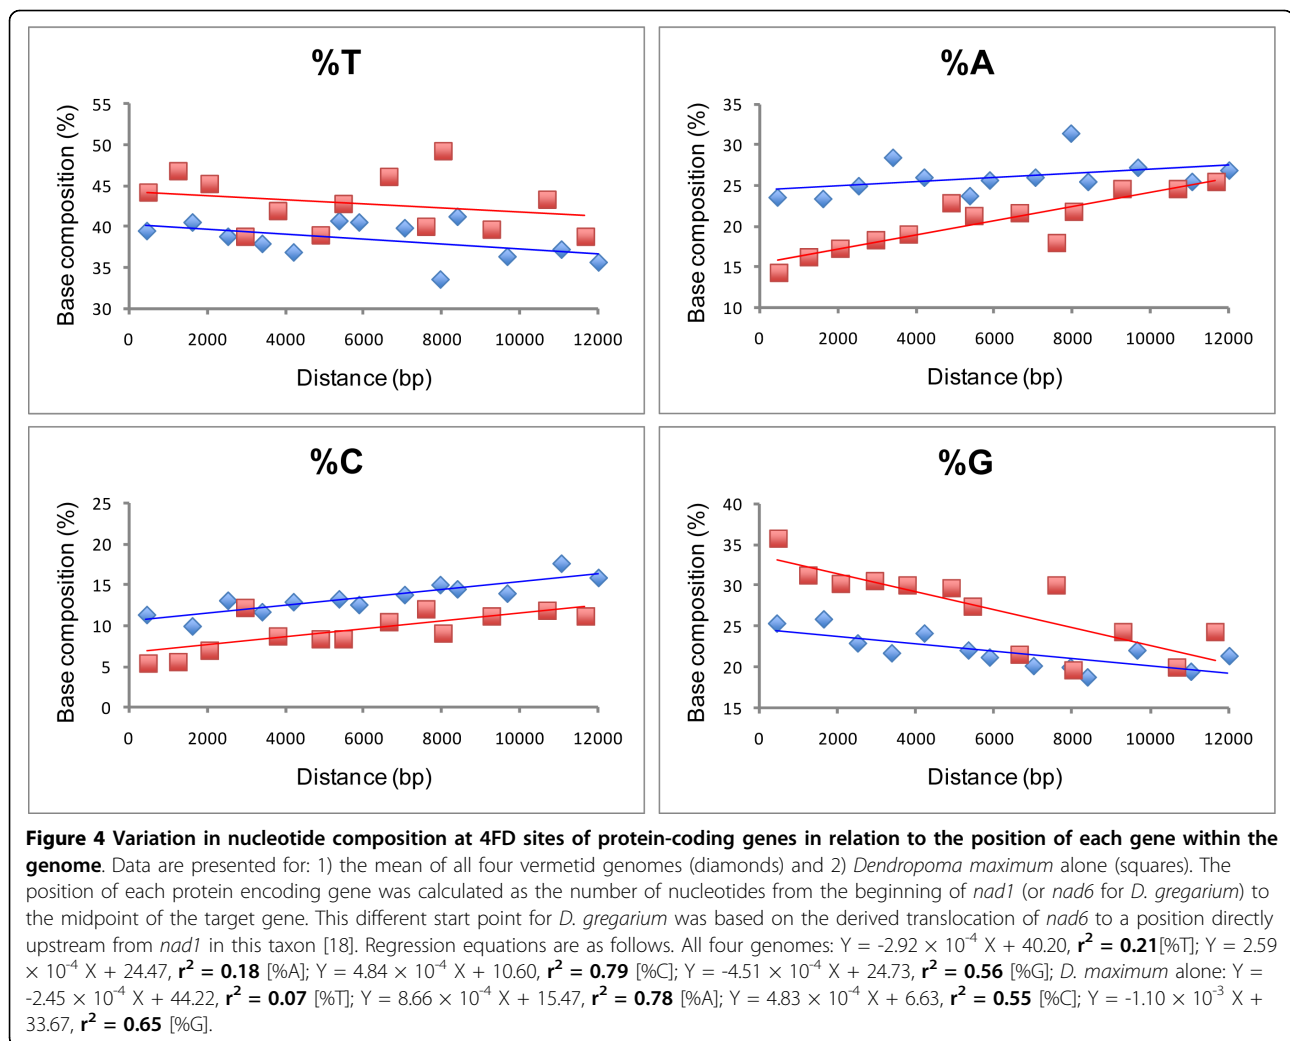 %T
Base composition (%)
55
50
45
40
35
30
0 2000 4000 6000 8000 10000 12000
Distance (bp)
%A
Base composition (%)
35
30
25
20
15
10
0 2000 4000 6000 8000 10000 12000
Distance (bp)
%C
Base composition (%)
25
20
15
10
5
0
0 2000 4000 6000 8000 10000 12000
Distance (bp)
%G
Base composition (%)
40
35
30
25
20
15
0 2000 4000 6000 8000 10000 12000
Distance (bp)
Figure 4 Variation in nucleotide composition at 4FD sites of protein-coding genes in relation to the position of each gene within the
genome. Data are presented for: 1) the mean of all four vermetid genomes (diamonds) and 2) Dendropoma maximum alone (squares). The
position of each protein encoding gene was calculated as the number of nucleotides from the beginning of nad1 (or nad6 for D. gregarium) to
the midpoint of the target gene. This different start point for D. gregarium was based on the derived translocation of nad6 to a position directly
upstream from nad1 in this taxon [18]. Regression equations are as follows. All four genomes: Y = -2.92 × 10⁻⁴ X + 40.20, r² = 0.21[%T]; Y = 2.59
× 10⁻⁴ X + 24.47, r² = 0.18 [%A]; Y = 4.84 × 10⁻⁴ X + 10.60, r² = 0.79 [%C]; Y = -4.51 × 10⁻⁴ X + 24.73, r² = 0.56 [%G]; D. maximum alone: Y =
-2.45 × 10⁻⁴ X + 44.22, r² = 0.07 [%T]; Y = 8.66 × 10⁻⁴ X + 15.47, r² = 0.78 [%A]; Y = 4.83 × 10⁻⁴ X + 6.63, r² = 0.55 [%C]; Y = -1.10 × 10⁻³ X +
33.67, r² = 0.65 [%G].